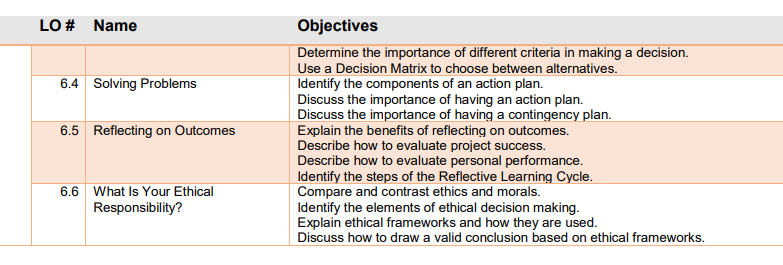 LO # Name Objectives
Determine the importance of different criteria in making a decision.
Use a Decision Matrix to choose between alternatives.
6.4 Solving Problems Identify the components of an action plan.
Discuss the importance of having an action plan.
Discuss the importance of having a contingency plan.
6.5 Reflecting on Outcomes Explain the benefits of reflecting on outcomes.
Describe how to evaluate project success.
Describe how to evaluate personal performance.
Identify the steps of the Reflective Learning Cycle.
6.6 What Is Your Ethical Compare and contrast ethics and morals.
Responsibility? Identify the elements of ethical decision making.
Explain ethical frameworks and how they are used.
Discuss how to draw a valid conclusion based on ethical frameworks.